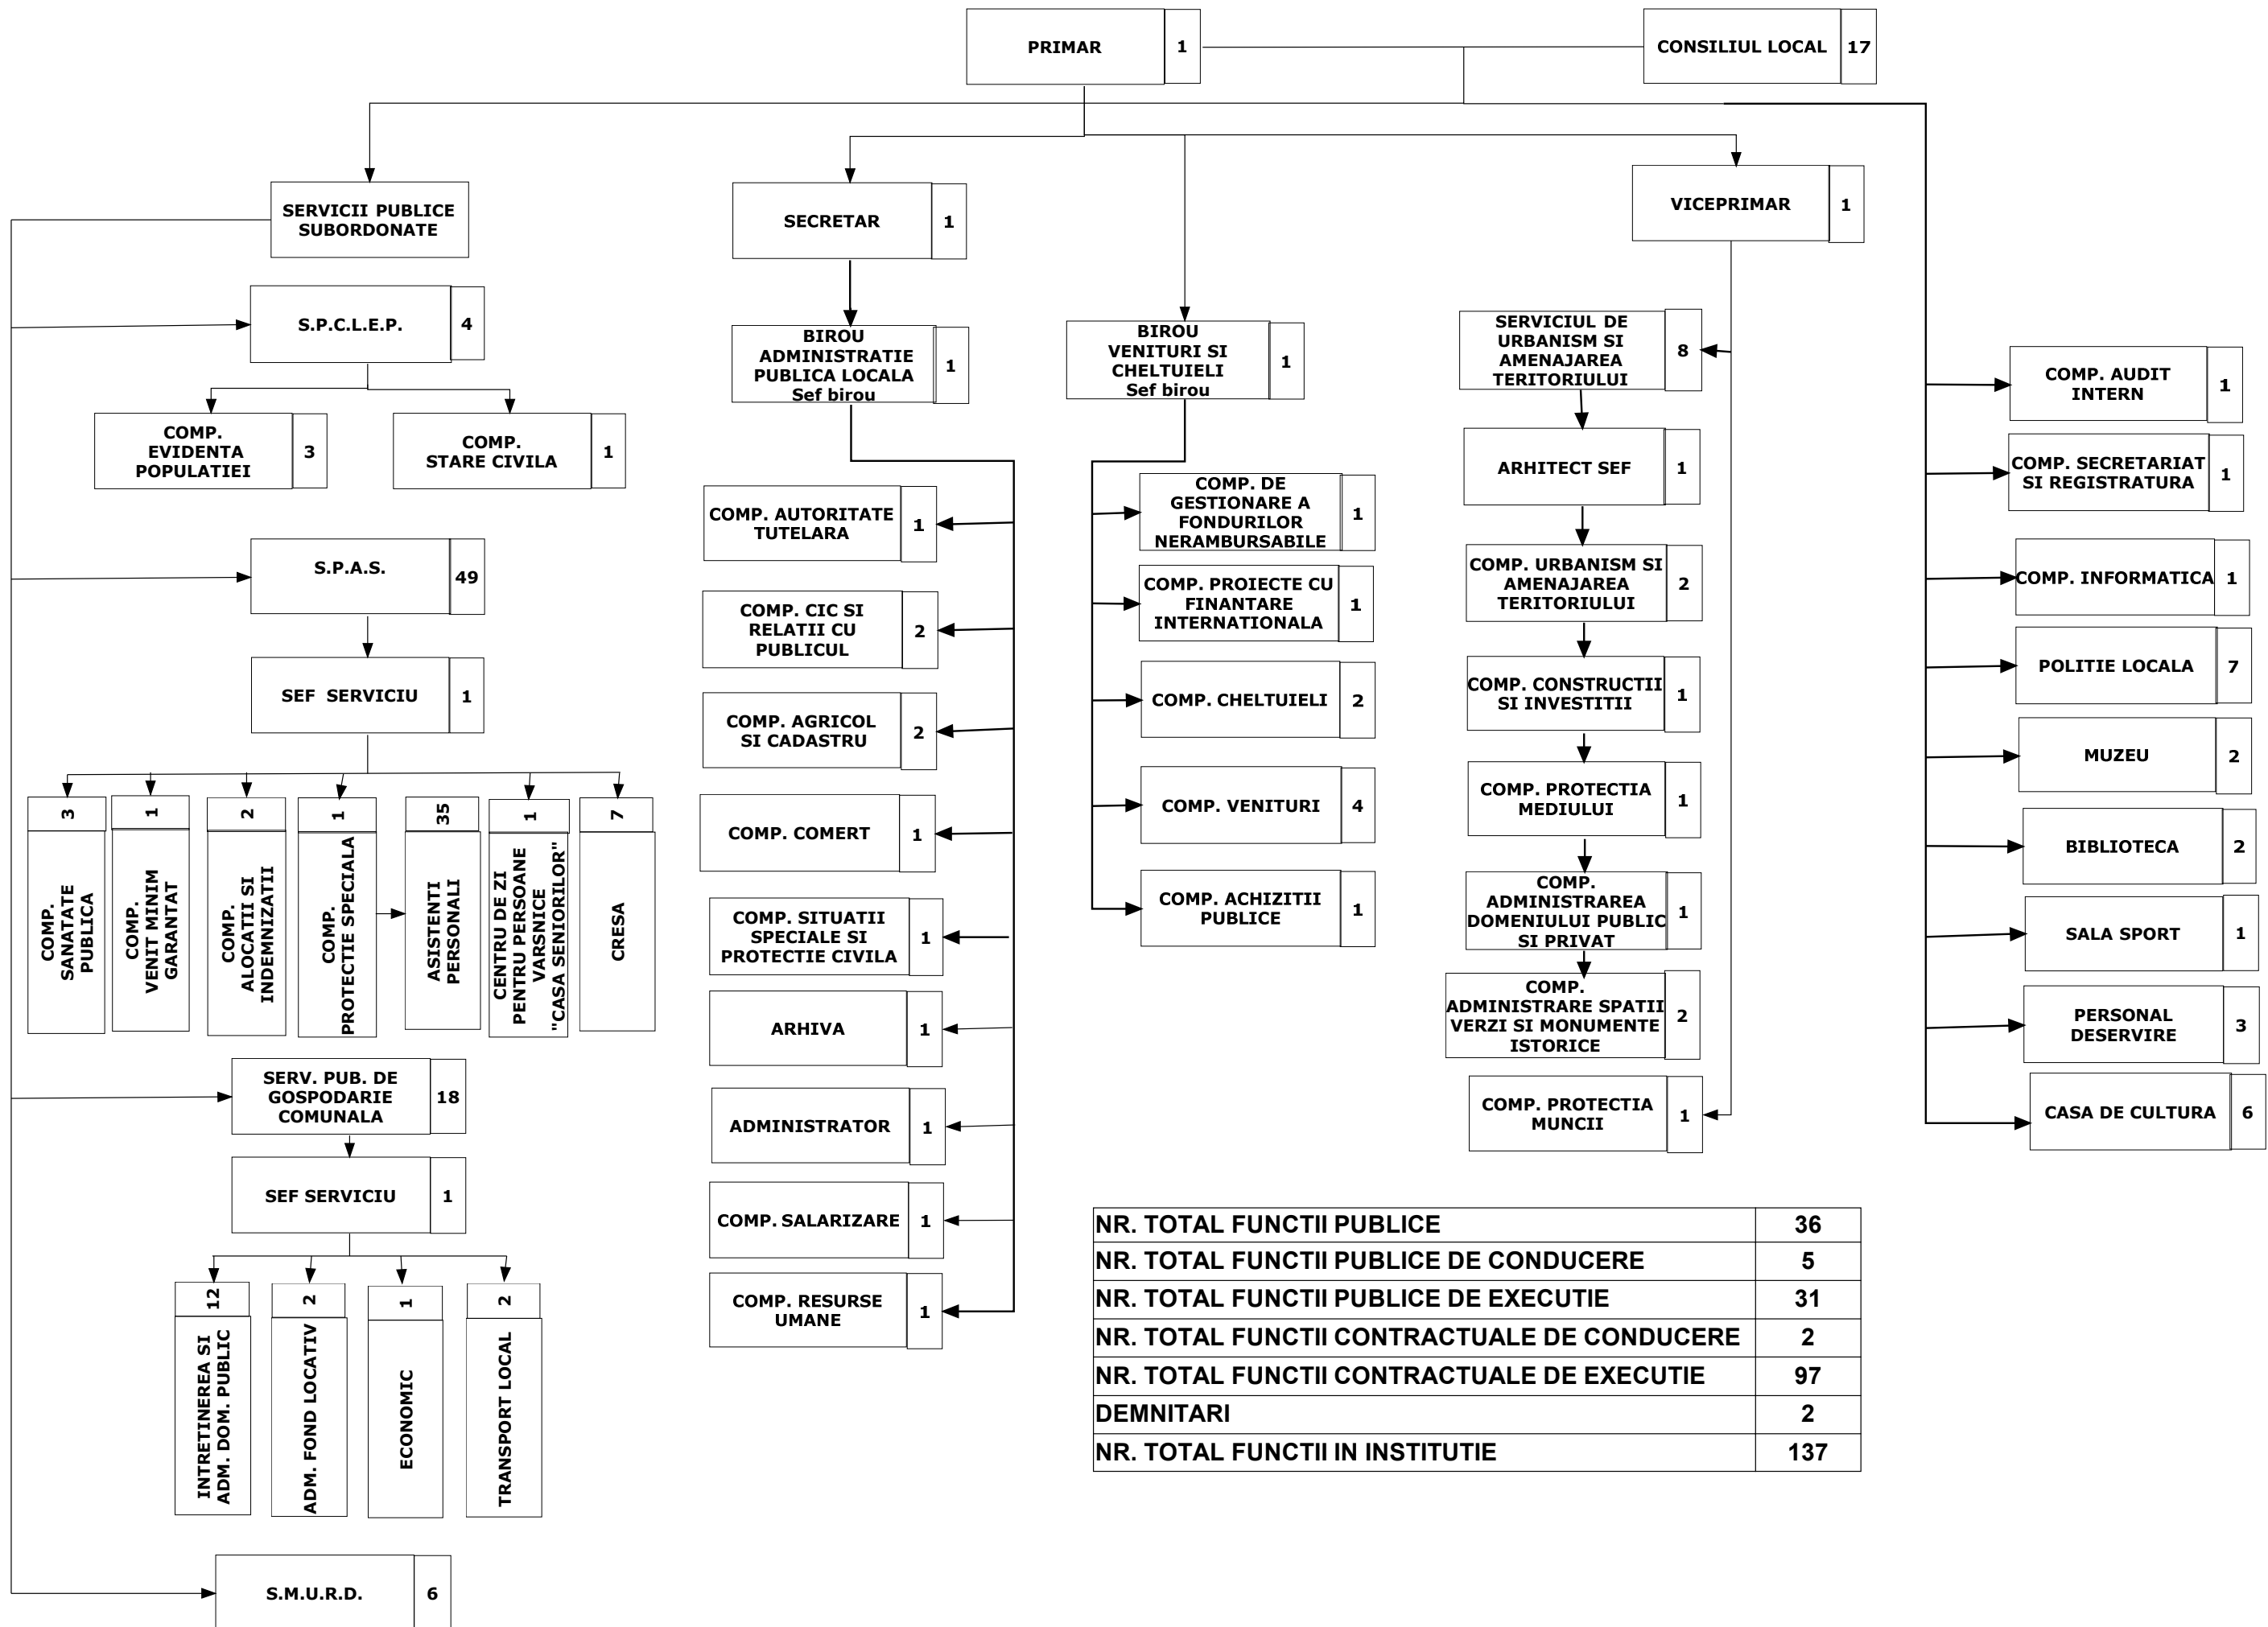 PRIMAR 1
CONSILIUL LOCAL 17
SERVICII PUBLICE
SUBORDONATE
S.P.C.L.E.P. 4
COMP.
EVIDENTA
POPULATIEI
3
COMP.
STARE CIVILA
1
S.P.A.S. 49
SEF SERVICIU 1
3
COMP.
SANATATE
PUBLICA
1
COMP.
VENIT MINIM
GARANTAT
2
COMP.
ALOCATII SI
INDEMNIZATII
1
COMP.
PROTECTIE SPECIALA
35
ASISTENTI
PERSONALI
1
CENTRU DE ZI
PENTRU PERSOANE
VARSNICE
"CASA SENIORILOR"
7
CRESA
SERV. PUB. DE
GOSPODARIE
COMUNALA
18
SEF SERVICIU 1
12
INTRETINEREA SI
ADM. DOM. PUBLIC
2
ADM. FOND LOCATIV
1
ECONOMIC
2
TRANSPORT LOCAL
S.M.U.R.D. 6
SECRETAR 1
BIROU
ADMINISTRATIE
PUBLICA LOCALA
Sef birou
1
COMP. AUTORITATE
TUTELARA
1
COMP. CIC SI
RELATII CU
PUBLICUL
2
COMP. AGRICOL
SI CADASTRU
2
COMP. COMERT 1
COMP. SITUATII
SPECIALE SI
PROTECTIE CIVILA
1
ARHIVA 1
ADMINISTRATOR 1
COMP. SALARIZARE 1
COMP. RESURSE
UMANE
1
BIROU
VENITURI SI
CHELTUIELI
Sef birou
1
COMP. DE
GESTIONARE A
FONDURILOR
NERAMBURSABILE
1
COMP. PROIECTE CU
FINANTARE
INTERNATIONALA
1
COMP. CHELTUIELI 2
COMP. VENITURI 4
COMP. ACHIZITII
PUBLICE
1
VICEPRIMAR 1
SERVICIUL DE
URBANISM SI
AMENAJAREA
TERITORIULUI
8
ARHITECT SEF 1
COMP. URBANISM SI
AMENAJAREA
TERITORIULUI
2
COMP. CONSTRUCTII
SI INVESTITII
1
COMP. PROTECTIA
MEDIULUI
1
COMP.
ADMINISTRAREA
DOMENIULUI PUBLIC
SI PRIVAT
1
COMP.
ADMINISTRARE SPATII
VERZI SI MONUMENTE
ISTORICE
2
COMP. PROTECTIA
MUNCII
1
COMP. AUDIT
INTERN
1
COMP. SECRETARIAT
SI REGISTRATURA
1
COMP. INFORMATICA 1
POLITIE LOCALA 7
MUZEU 2
BIBLIOTECA 2
SALA SPORT 1
PERSONAL
DESERVIRE
3
CASA DE CULTURA 6
NR. TOTAL FUNCTII PUBLICE 36
NR. TOTAL FUNCTII PUBLICE DE CONDUCERE 5
NR. TOTAL FUNCTII PUBLICE DE EXECUTIE 31
NR. TOTAL FUNCTII CONTRACTUALE DE CONDUCERE 2
NR. TOTAL FUNCTII CONTRACTUALE DE EXECUTIE 97
DEMNITARI 2
NR. TOTAL FUNCTII IN INSTITUTIE 137